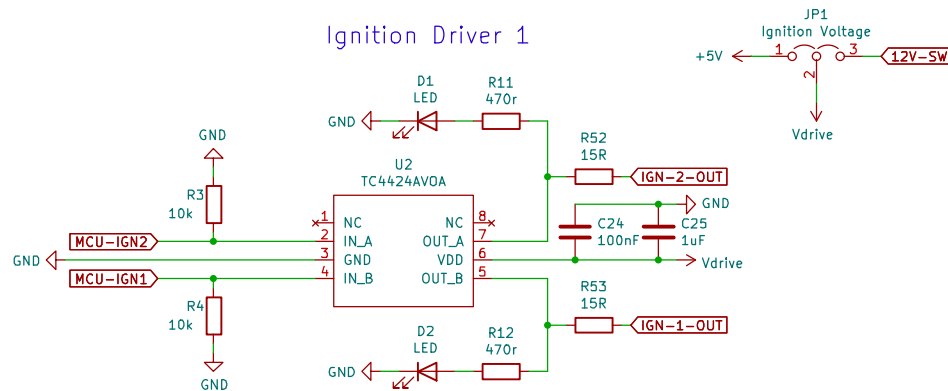 Ignition Driver 1
JP1
Ignition Voltage
+5V
1
3
12V-SW
2
Vdrive
D1
LED
R11
470r
GND
GND
R52
15R
IGN-2-OUT
U2
TC4424AVOA
R3
10k
1
NC
NC
8
GND
C24
100nF
C25
1uF
MCU-IGN2
2
IN_A
OUT_A
7
GND
3
GND
VDD
6
Vdrive
MCU-IGN1
4
IN_B
OUT_B
5
R53
15R
IGN-1-OUT
R4
10k
D2
LED
R12
470r
GND
GND